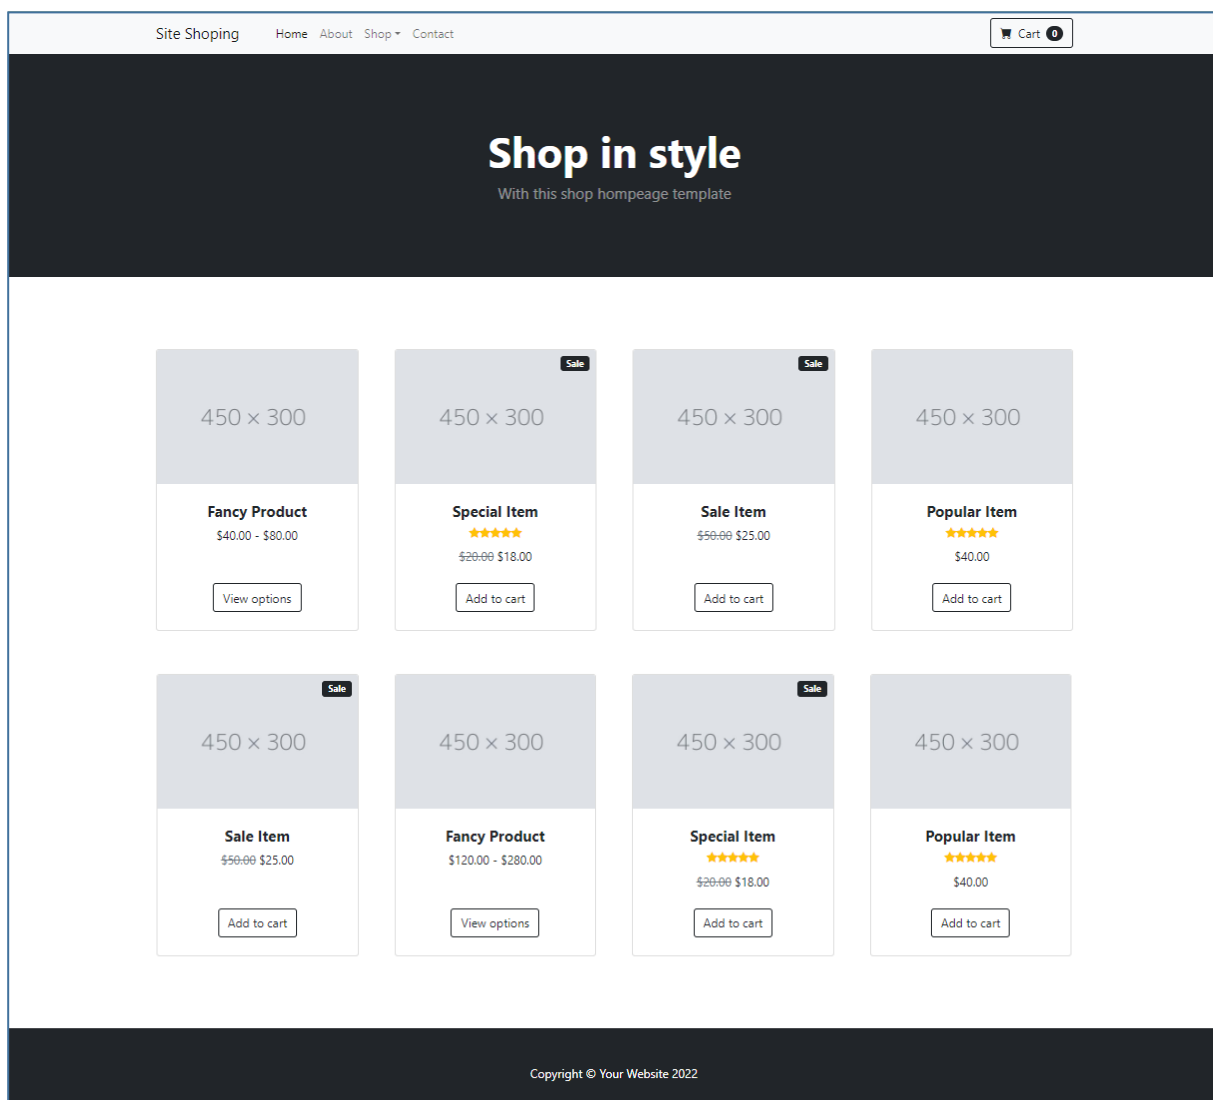 Site Shoping Home About Shop Contact Cart 0
Shop in style
With this shop hompeage template
450 × 300
Fancy Product
$40.00 - $80.00
View options
Sale
450 × 300
Special Item
$20.00 $18.00
Add to cart
Sale
450 × 300
Sale Item
$50.00 $25.00
Add to cart
450 × 300
Popular Item
$40.00
Add to cart
Sale
450 × 300
Sale Item
$50.00 $25.00
Add to cart
450 × 300
Fancy Product
$120.00 - $280.00
View options
Sale
450 × 300
Special Item
$20.00 $18.00
Add to cart
450 × 300
Popular Item
$40.00
Add to cart
Copyright © Your Website 2022